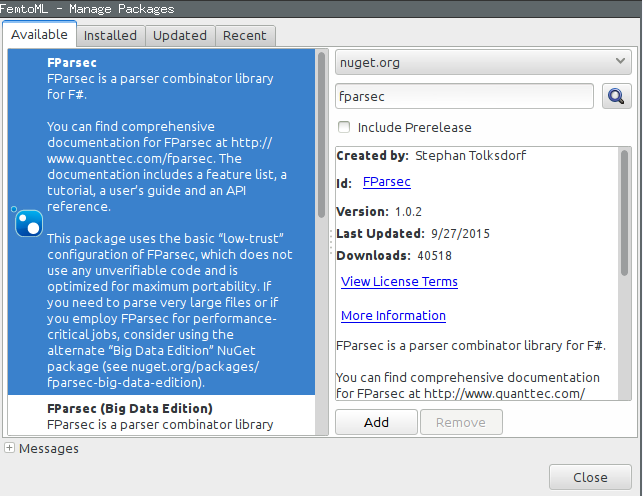 FemtoML - Manage Packages
Available
Installed
Updated
Recent
FParsec
FParsec is a parser combinator library
for F#.
You can find comprehensive
documentation for FParsec at http://
www.quanttec.com/fparsec. The
documentation includes a feature list, a
tutorial, a user's guide and an API
reference.
This package uses the basic “low-trust”
configuration of FParsec, which does not
use any unverifiable code and is
optimized for maximum portability. If
you need to parse very large files or if
you employ FParsec for performance-
critical jobs, consider using the
alternate “Big Data Edition” NuGet
package (see nuget.org/packages/
fparsec-big-data-edition).
FParsec (Big Data Edition)
FParsec is a parser combinator library
nuget.org
fparsec
Include Prerelease
Created by: Stephan Tolksdorf
Id: FParsec
Version: 1.0.2
Last Updated: 9/27/2015
Downloads: 40518
View License Terms
More Information
FParsec is a parser combinator library for F#.
You can find comprehensive documentation
for FParsec at http://www.quanttec.com/
Add
Remove
Messages
Close